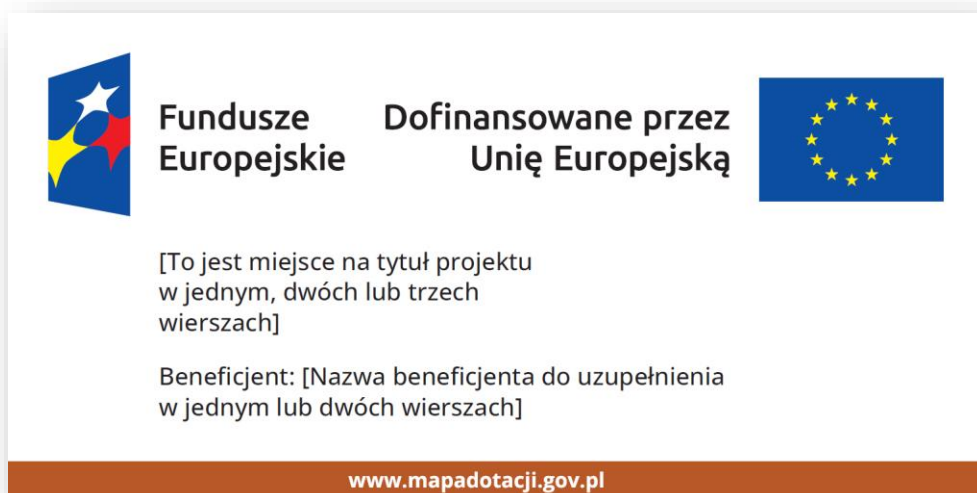 Fundusze
Europejskie
Dofinansowane przez
Unię Europejską
[To jest miejsce na tytuł projektu
w jednym, dwóch lub trzech
wierszach]
Beneficjent: [Nazwa beneficjenta do uzupełnienia
w jednym lub dwóch wierszach]
www.mapadotacji.gov.pl